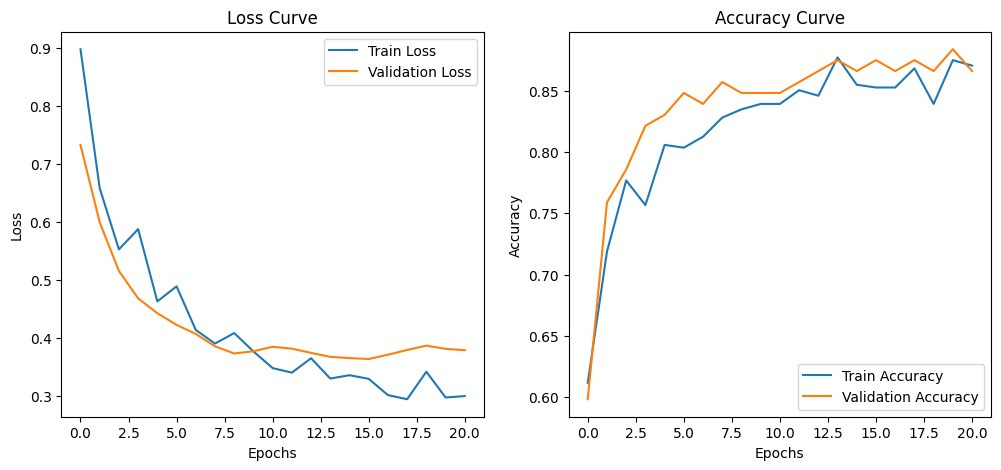 Loss Curve
Train Loss
Validation Loss
Loss
0.9
0.8
0.7
0.6
0.5
0.4
0.3
0.0 2.5 5.0 7.5 10.0 12.5 15.0 17.5 20.0
Epochs
Accuracy Curve
Accuracy
0.85
0.80
0.75
0.70
0.65
0.60
Train Accuracy
Validation Accuracy
0.0 2.5 5.0 7.5 10.0 12.5 15.0 17.5 20.0
Epochs